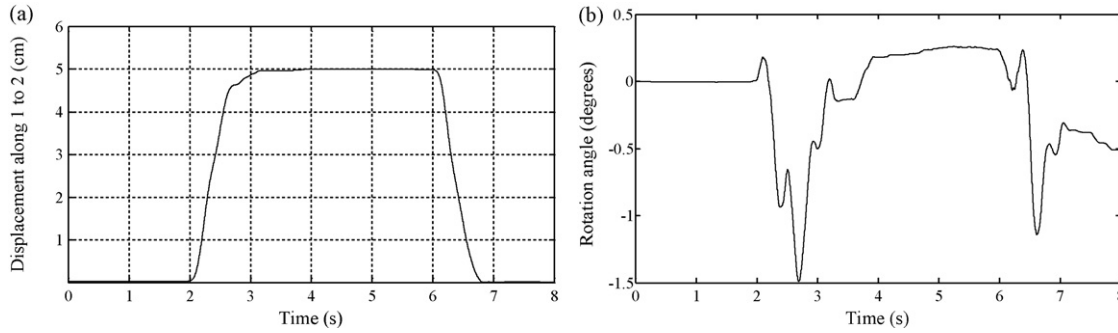 (a)
Displacement along 1 to 2 (cm)
6
5
4
3
2
1
0 1 2 3 4 5 6 7 8
Time (s)
(b)
Rotation angle (degrees)
0.5
0
-0.5
-1
-1.5
0 1 2 3 4 5 6 7 8
Time (s)